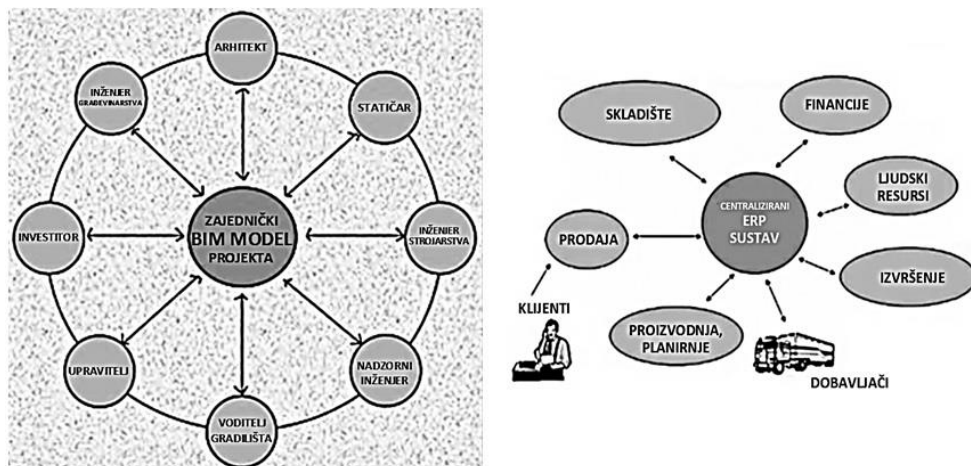 ARHITEKT
STATIČAR
INŽENJER
STROJARSTVA
NADZORNI
INŽENJER
VODITELJ
GRADILIŠTA
UPRAVITELJ
INVESTITOR
INŽENJER
GRAĐEVINARSTVA
ZAJEDNIČKI
BIM MODEL
PROJEKTA
SKLADIŠTE
FINANCIJE
LJUDSKI
RESURSI
IZVRŠENJE
DOBAVLJAČI
PROIZVODNJA,
PLANIRNJE
PRODAJA
KLIJENTI
CENTRALIZIRANI
ERP
SUSTAV